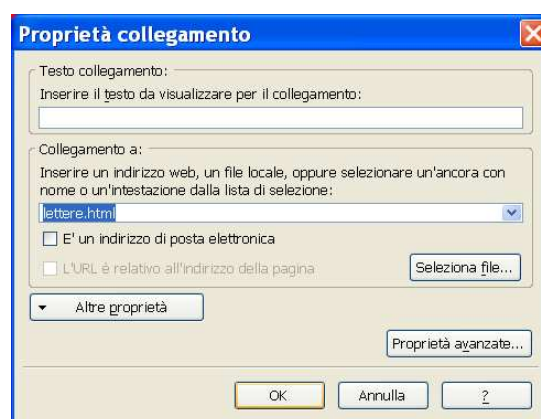 Proprietà collegamento
Testo collegamento:
Inserire il testo da visualizzare per il collegamento:
Collegamento a:
Inserire un indirizzo web, un file locale, oppure selezionare un'ancora con
nome o un'intestazione dalla lista di selezione:
lettere.html
E' un indirizzo di posta elettronica
L'URL è relativo all'indirizzo della pagina
Seleziona file...
Altre proprietà
Proprietà avanzate...
OK
Annulla
?